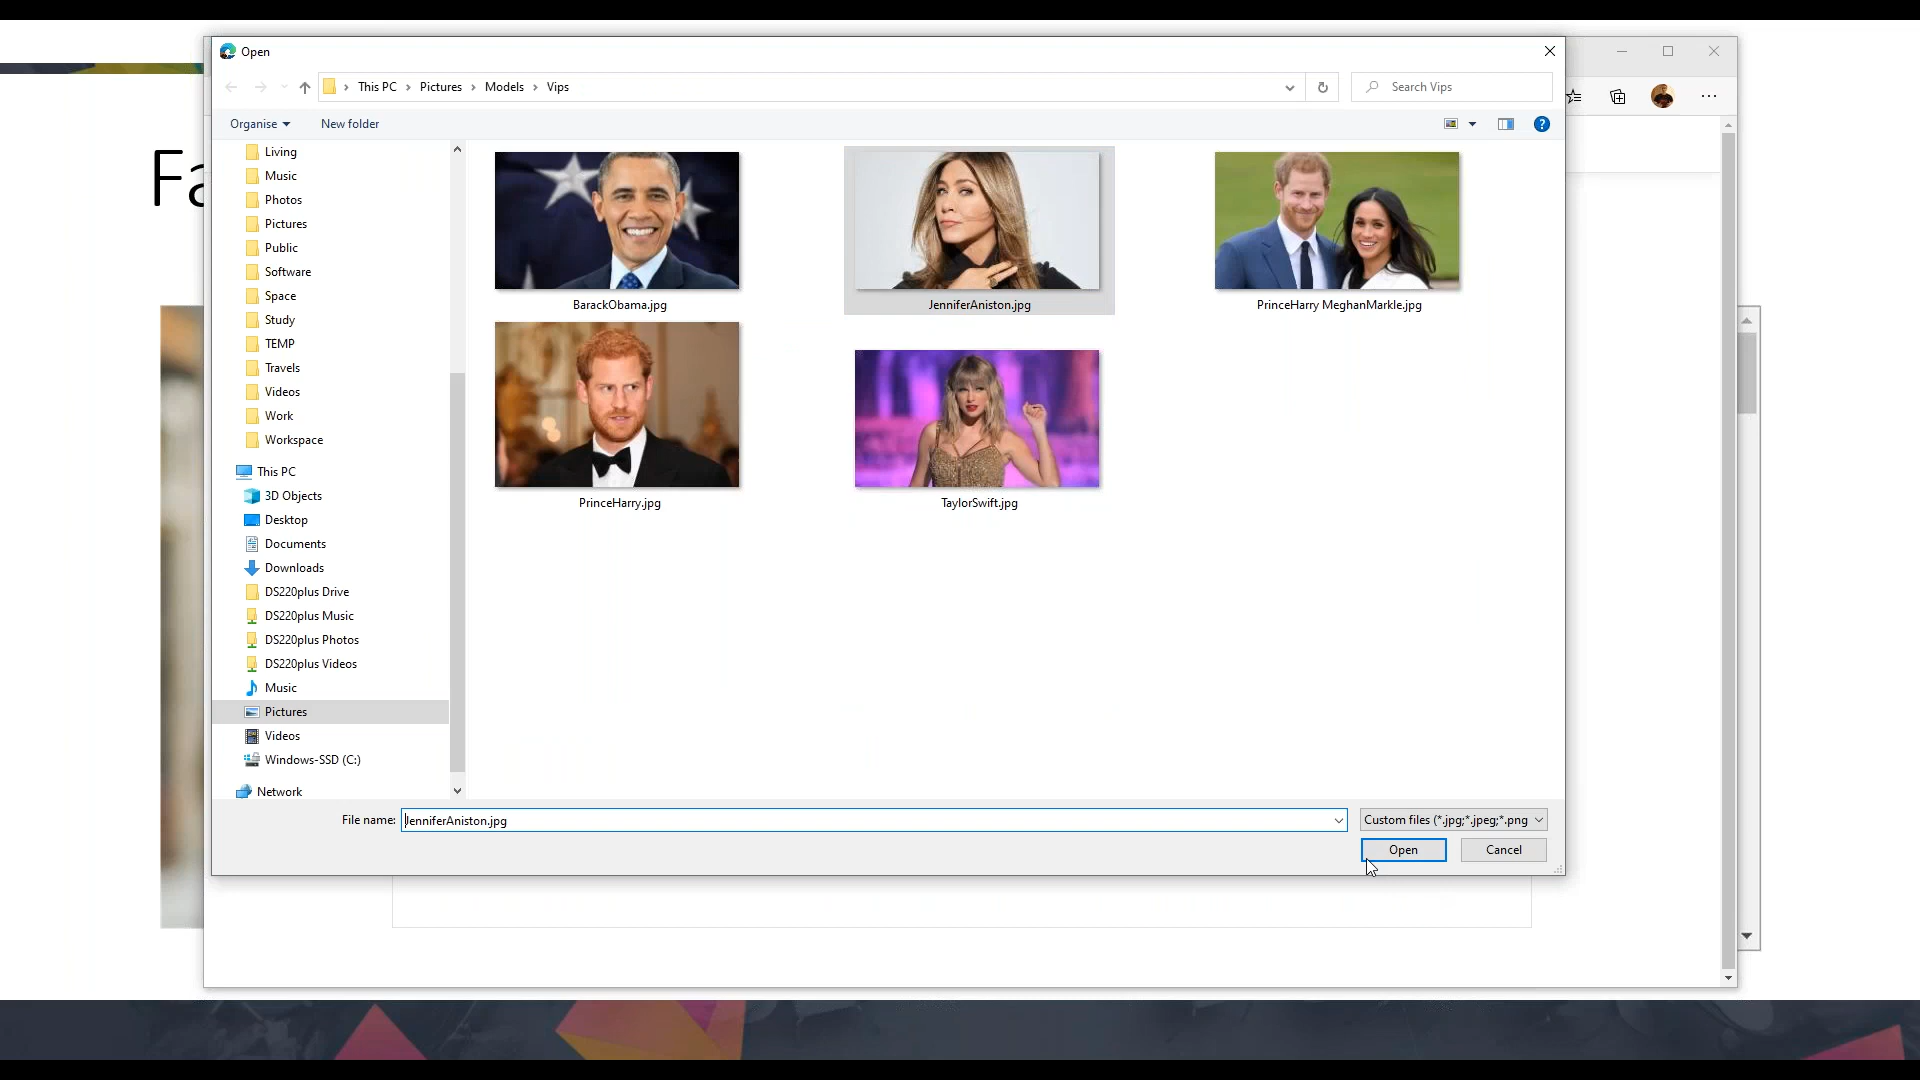 Open
This PC
Pictures
Models
Vips
Search Vips
Organise
New folder
Fa
Living
Music
Photos
Pictures
Public
Software
Space
Study
TEMP
Travels
Videos
Work
Workspace
This PC
3D Objects
Desktop
Documents
Downloads
DS220plus Drive
DS220plus Music
DS220plus Photos
DS220plus Videos
Music
Pictures
Videos
Windows-SSD (C:)
Network
BarackObama.jpg
JenniferAniston.jpg
PrinceHarry MeghanMarkle.jpg
PrinceHarry.jpg
TaylorSwift.jpg
File name:
JenniferAniston.jpg
Custom files (*.jpg;*.jpeg;*.png
Open
Cancel